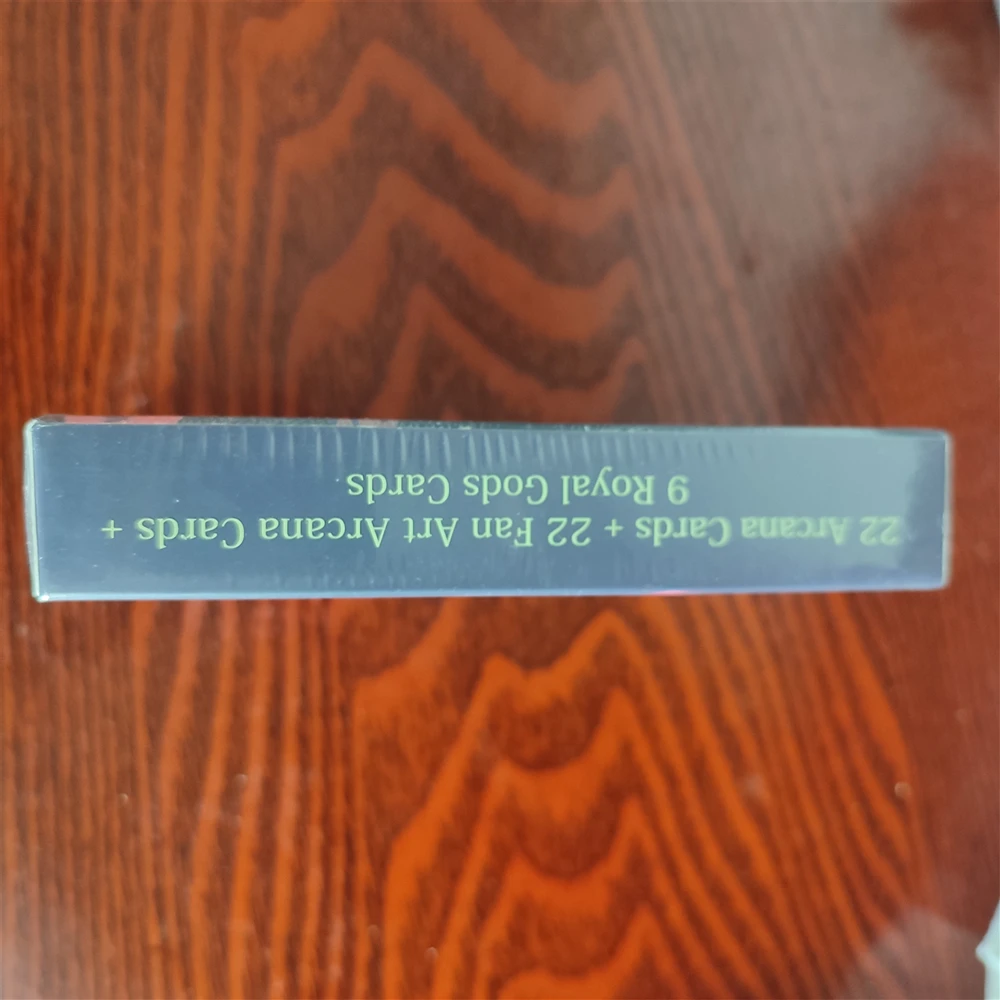 22 Arcana Cards + 22 Fan Art Arcana Cards +
9 Royal Gods Cards